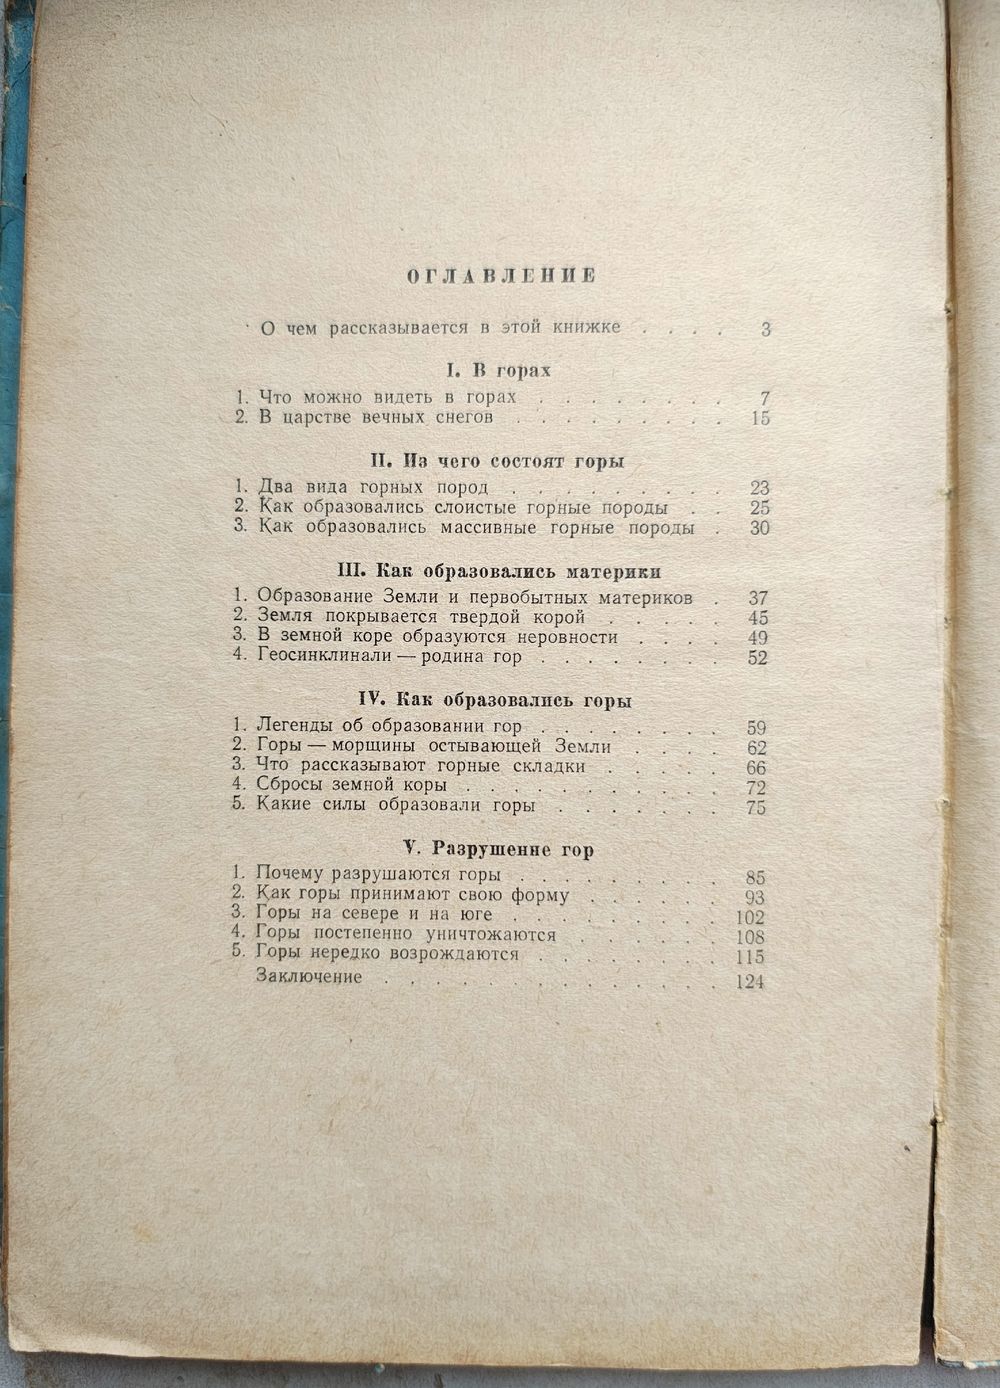 ОГЛАВЛЕНИЕ
О чем рассказывается в этой книжке . . . . 3
I. В горах
1. Что можно видеть в горах . . . . . . . . 7
2. В царстве вечных снегов . . . . . . . . . 15
II. Из чего состоят горы
1. Два вида горных пород . . . . . . . . . 23
2. Как образовались слоистые горные породы . . 25
3. Как образовались массивные горные породы . 30
III. Как образовались материки
1. Образование Земли и первобытных материков . 37
2. Земля покрывается твердой корой . . . . . 45
3. В земной коре образуются неровности . . . . 49
4. Геосинклинали — родина гор . . . . . . . . 52
IV. Как образовались горы
1. Легенды об образовании гор . . . . . . . . 59
2. Горы — морщины остывающей Земли . . . . 62
3. Что рассказывают горные складки . . . . . 66
4. Сбросы земной коры . . . . . . . . . . . 72
5. Какие силы образовали горы . . . . . . . 75
V. Разрушение гор
1. Почему разрушаются горы . . . . . . . . . 85
2. Как горы принимают свою форму . . . . . . 93
3. Горы на севере и на юге . . . . . . . . . 102
4. Горы постепенно уничтожаются . . . . . . 108
5. Горы нередко возрождаются . . . . . . . . 115
Заключение . . . . . . . . . . . . . . 124